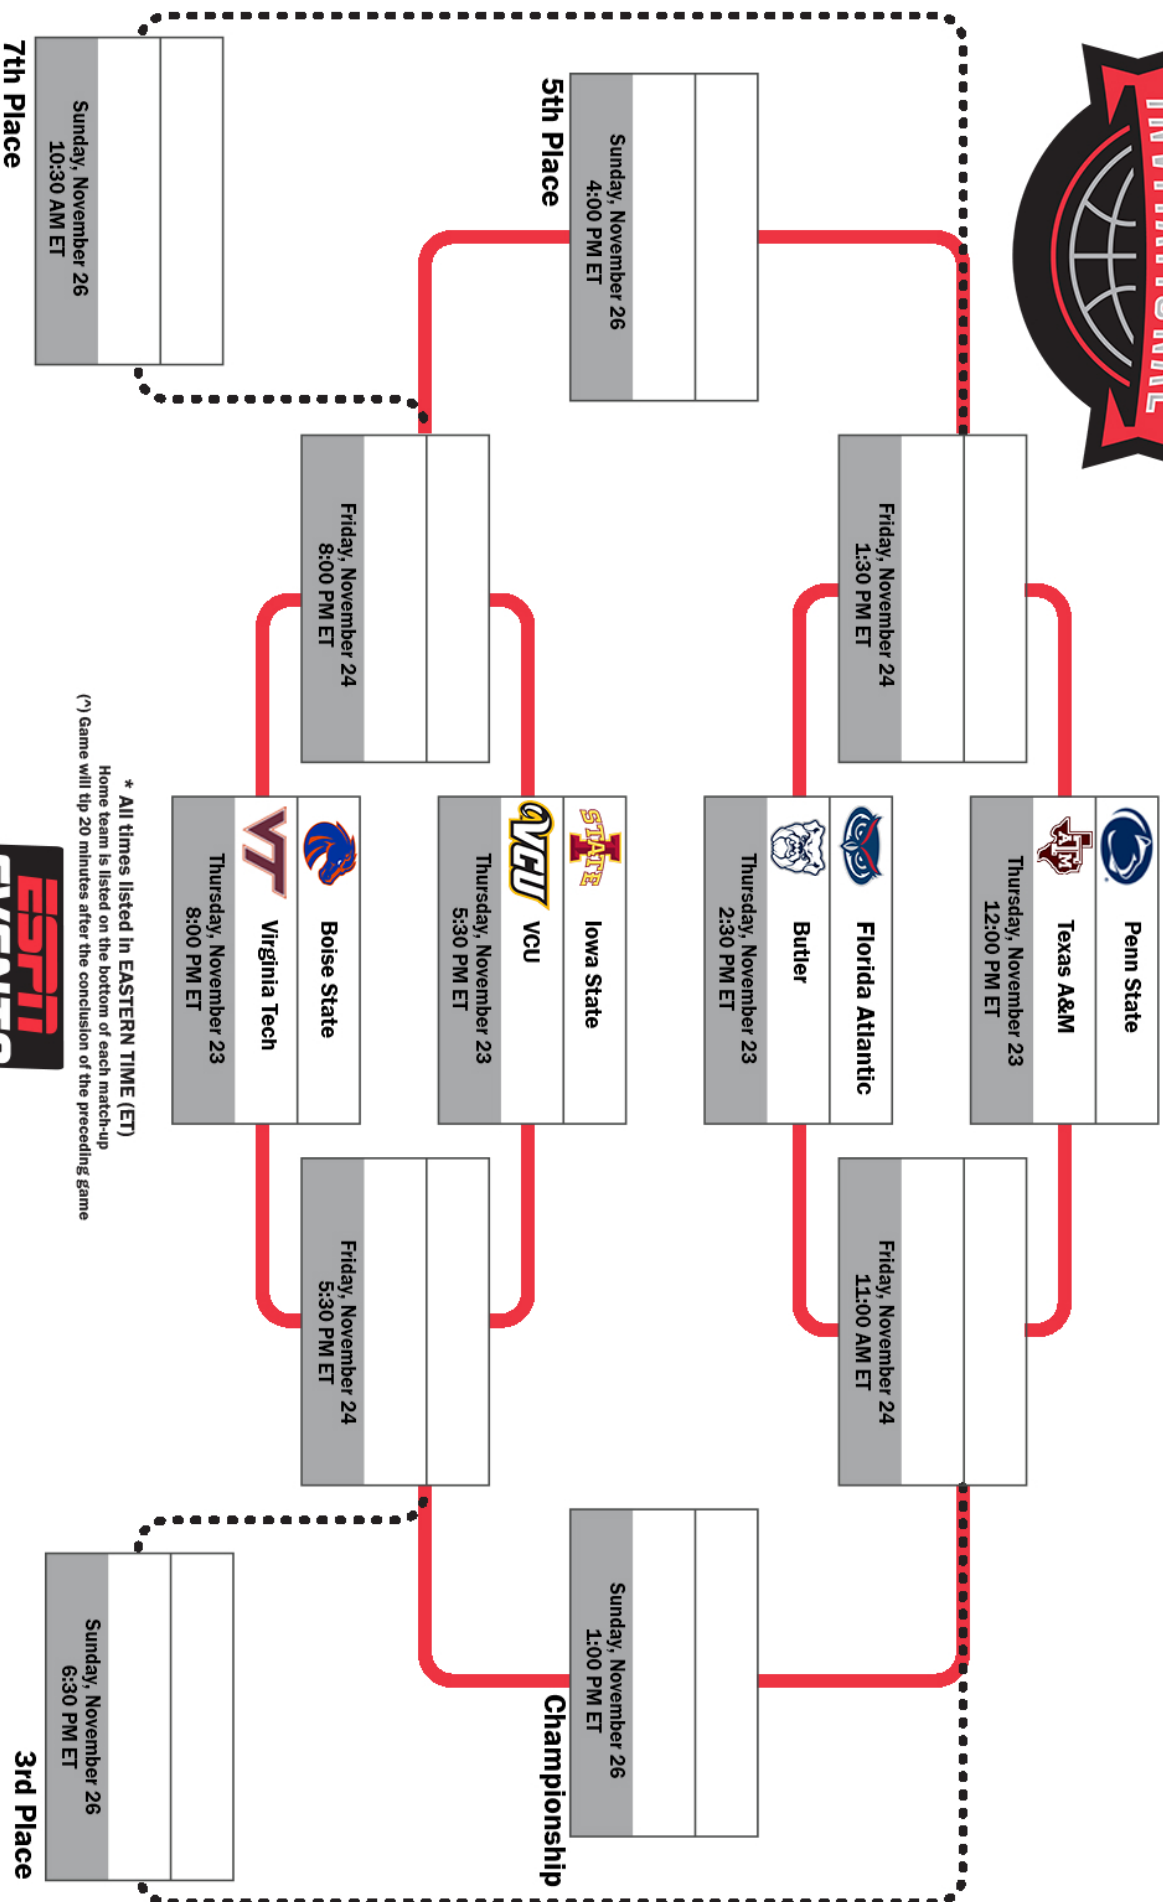 INVITATIONAL
Penn State
Texas A&M
Thursday, November 23
12:00 PM ET
Friday, November 24
1:30 PM ET
Friday, November 24
11:00 AM ET
Florida Atlantic
Butler
Thursday, November 23
2:30 PM ET
Sunday, November 26
4:00 PM ET
5th Place
Sunday, November 26
1:00 PM ET
Championship
STATE
Iowa State
VCU
VCU
Thursday, November 23
5:30 PM ET
Friday, November 24
8:00 PM ET
Friday, November 24
5:30 PM ET
Boise State
VT
Virginia Tech
Thursday, November 23
8:00 PM ET
Sunday, November 26
10:30 AM ET
7th Place
Sunday, November 26
6:30 PM ET
3rd Place
* All times listed in EASTERN TIME (ET)
Home team is listed on the bottom of each match-up
(^) Game will tip 20 minutes after the conclusion of the preceding game
ESPN
EVENTS